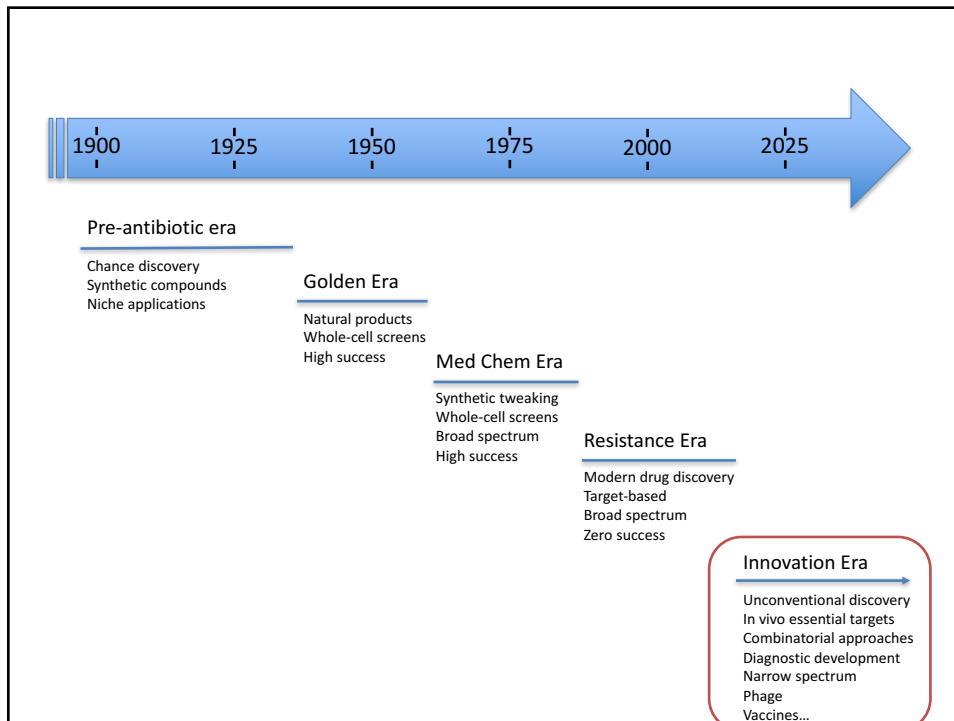 1900 1925 1950 1975 2000 2025
Pre-antibiotic era
Chance discovery
Synthetic compounds
Niche applications
Golden Era
Natural products
Whole-cell screens
High success
Med Chem Era
Synthetic tweaking
Whole-cell screens
Broad spectrum
High success
Resistance Era
Modern drug discovery
Target-based
Broad spectrum
Zero success
Innovation Era
Unconventional discovery
In vivo essential targets
Combinatorial approaches
Diagnostic development
Narrow spectrum
Phage
Vaccines…